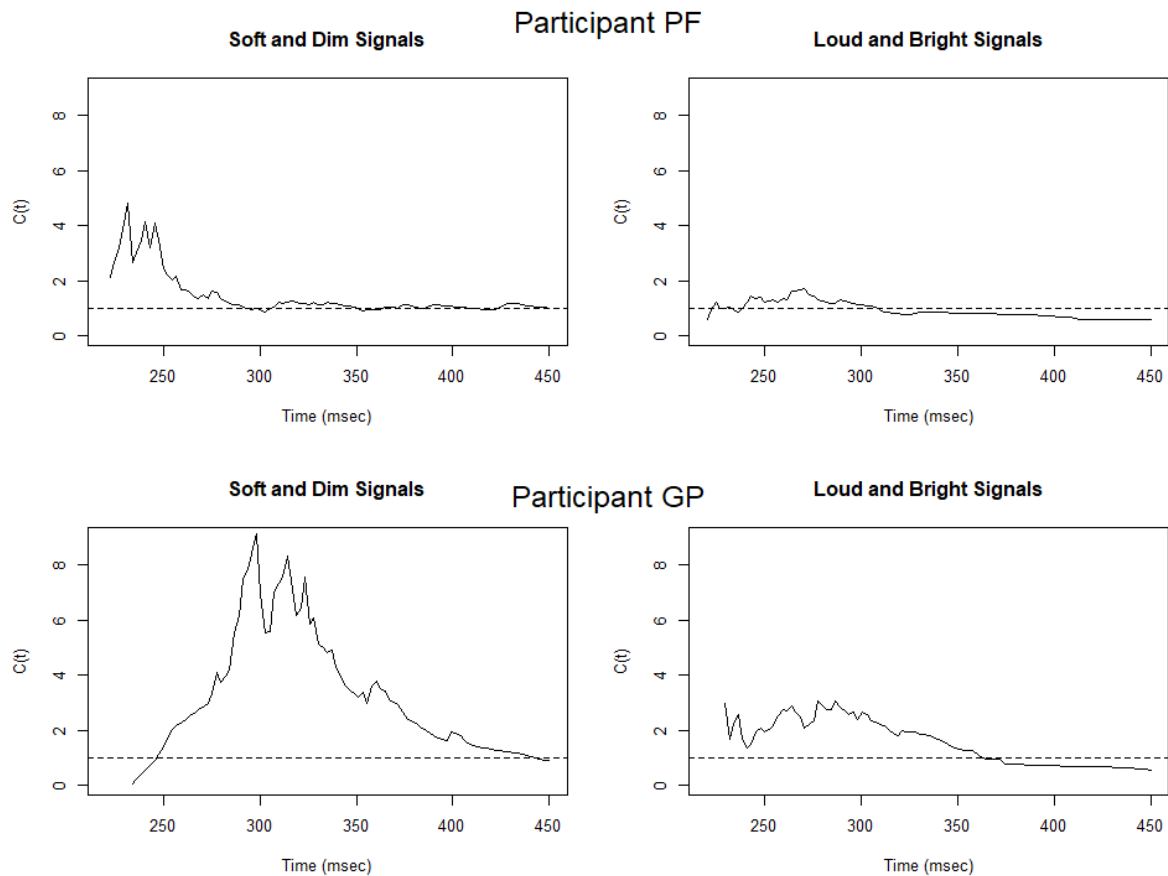 Participant PF
Soft and Dim Signals
Loud and Bright Signals
C(t)
8
6
4
2
0
250 300 350 400 450
Time (msec)
C(t)
8
6
4
2
0
250 300 350 400 450
Time (msec)
Participant GP
Soft and Dim Signals
Loud and Bright Signals
C(t)
8
6
4
2
0
250 300 350 400 450
Time (msec)
C(t)
8
6
4
2
0
250 300 350 400 450
Time (msec)